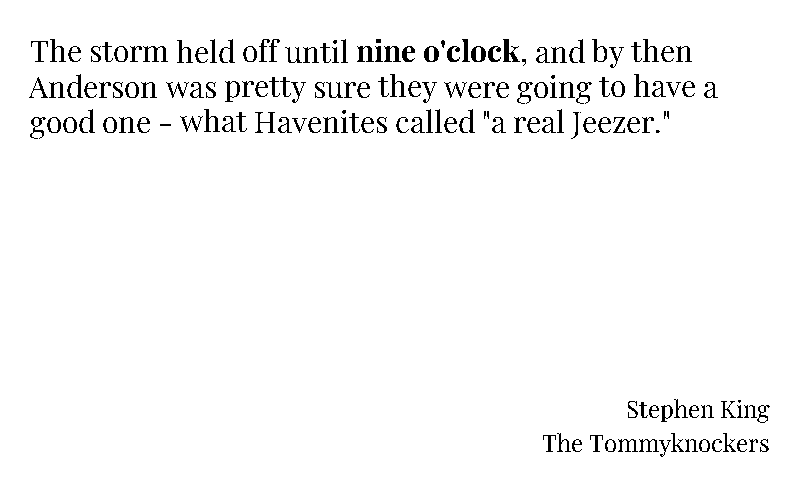 The storm held off until nine o'clock, and by then
Anderson was pretty sure they were going to have a
good one - what Havenites called "a real Jeezer."
Stephen King
The Tommyknockers